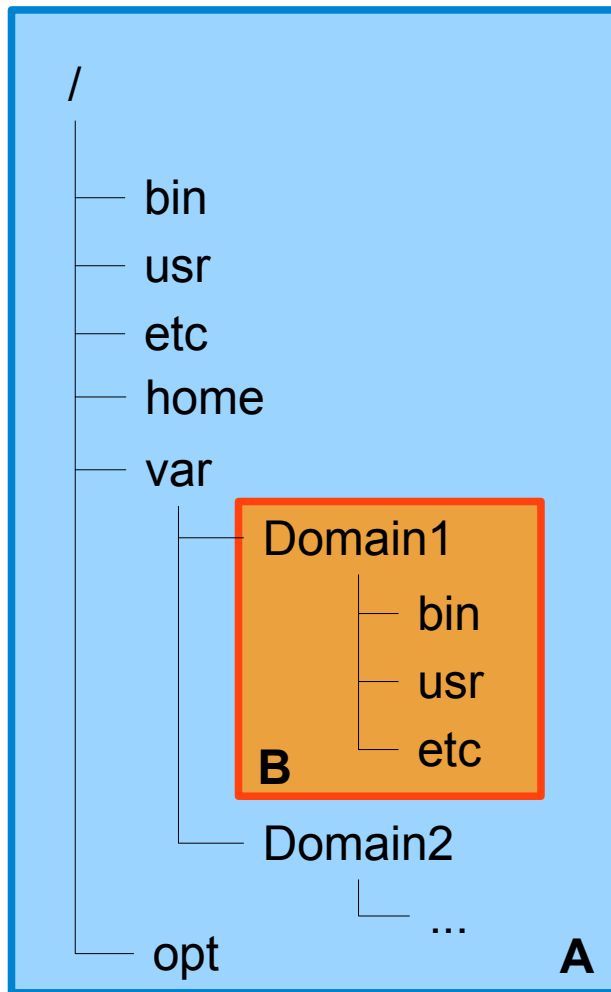 /
bin
usr
etc
home
var
Domain1
bin
usr
etc
B
Domain2
...
opt
A